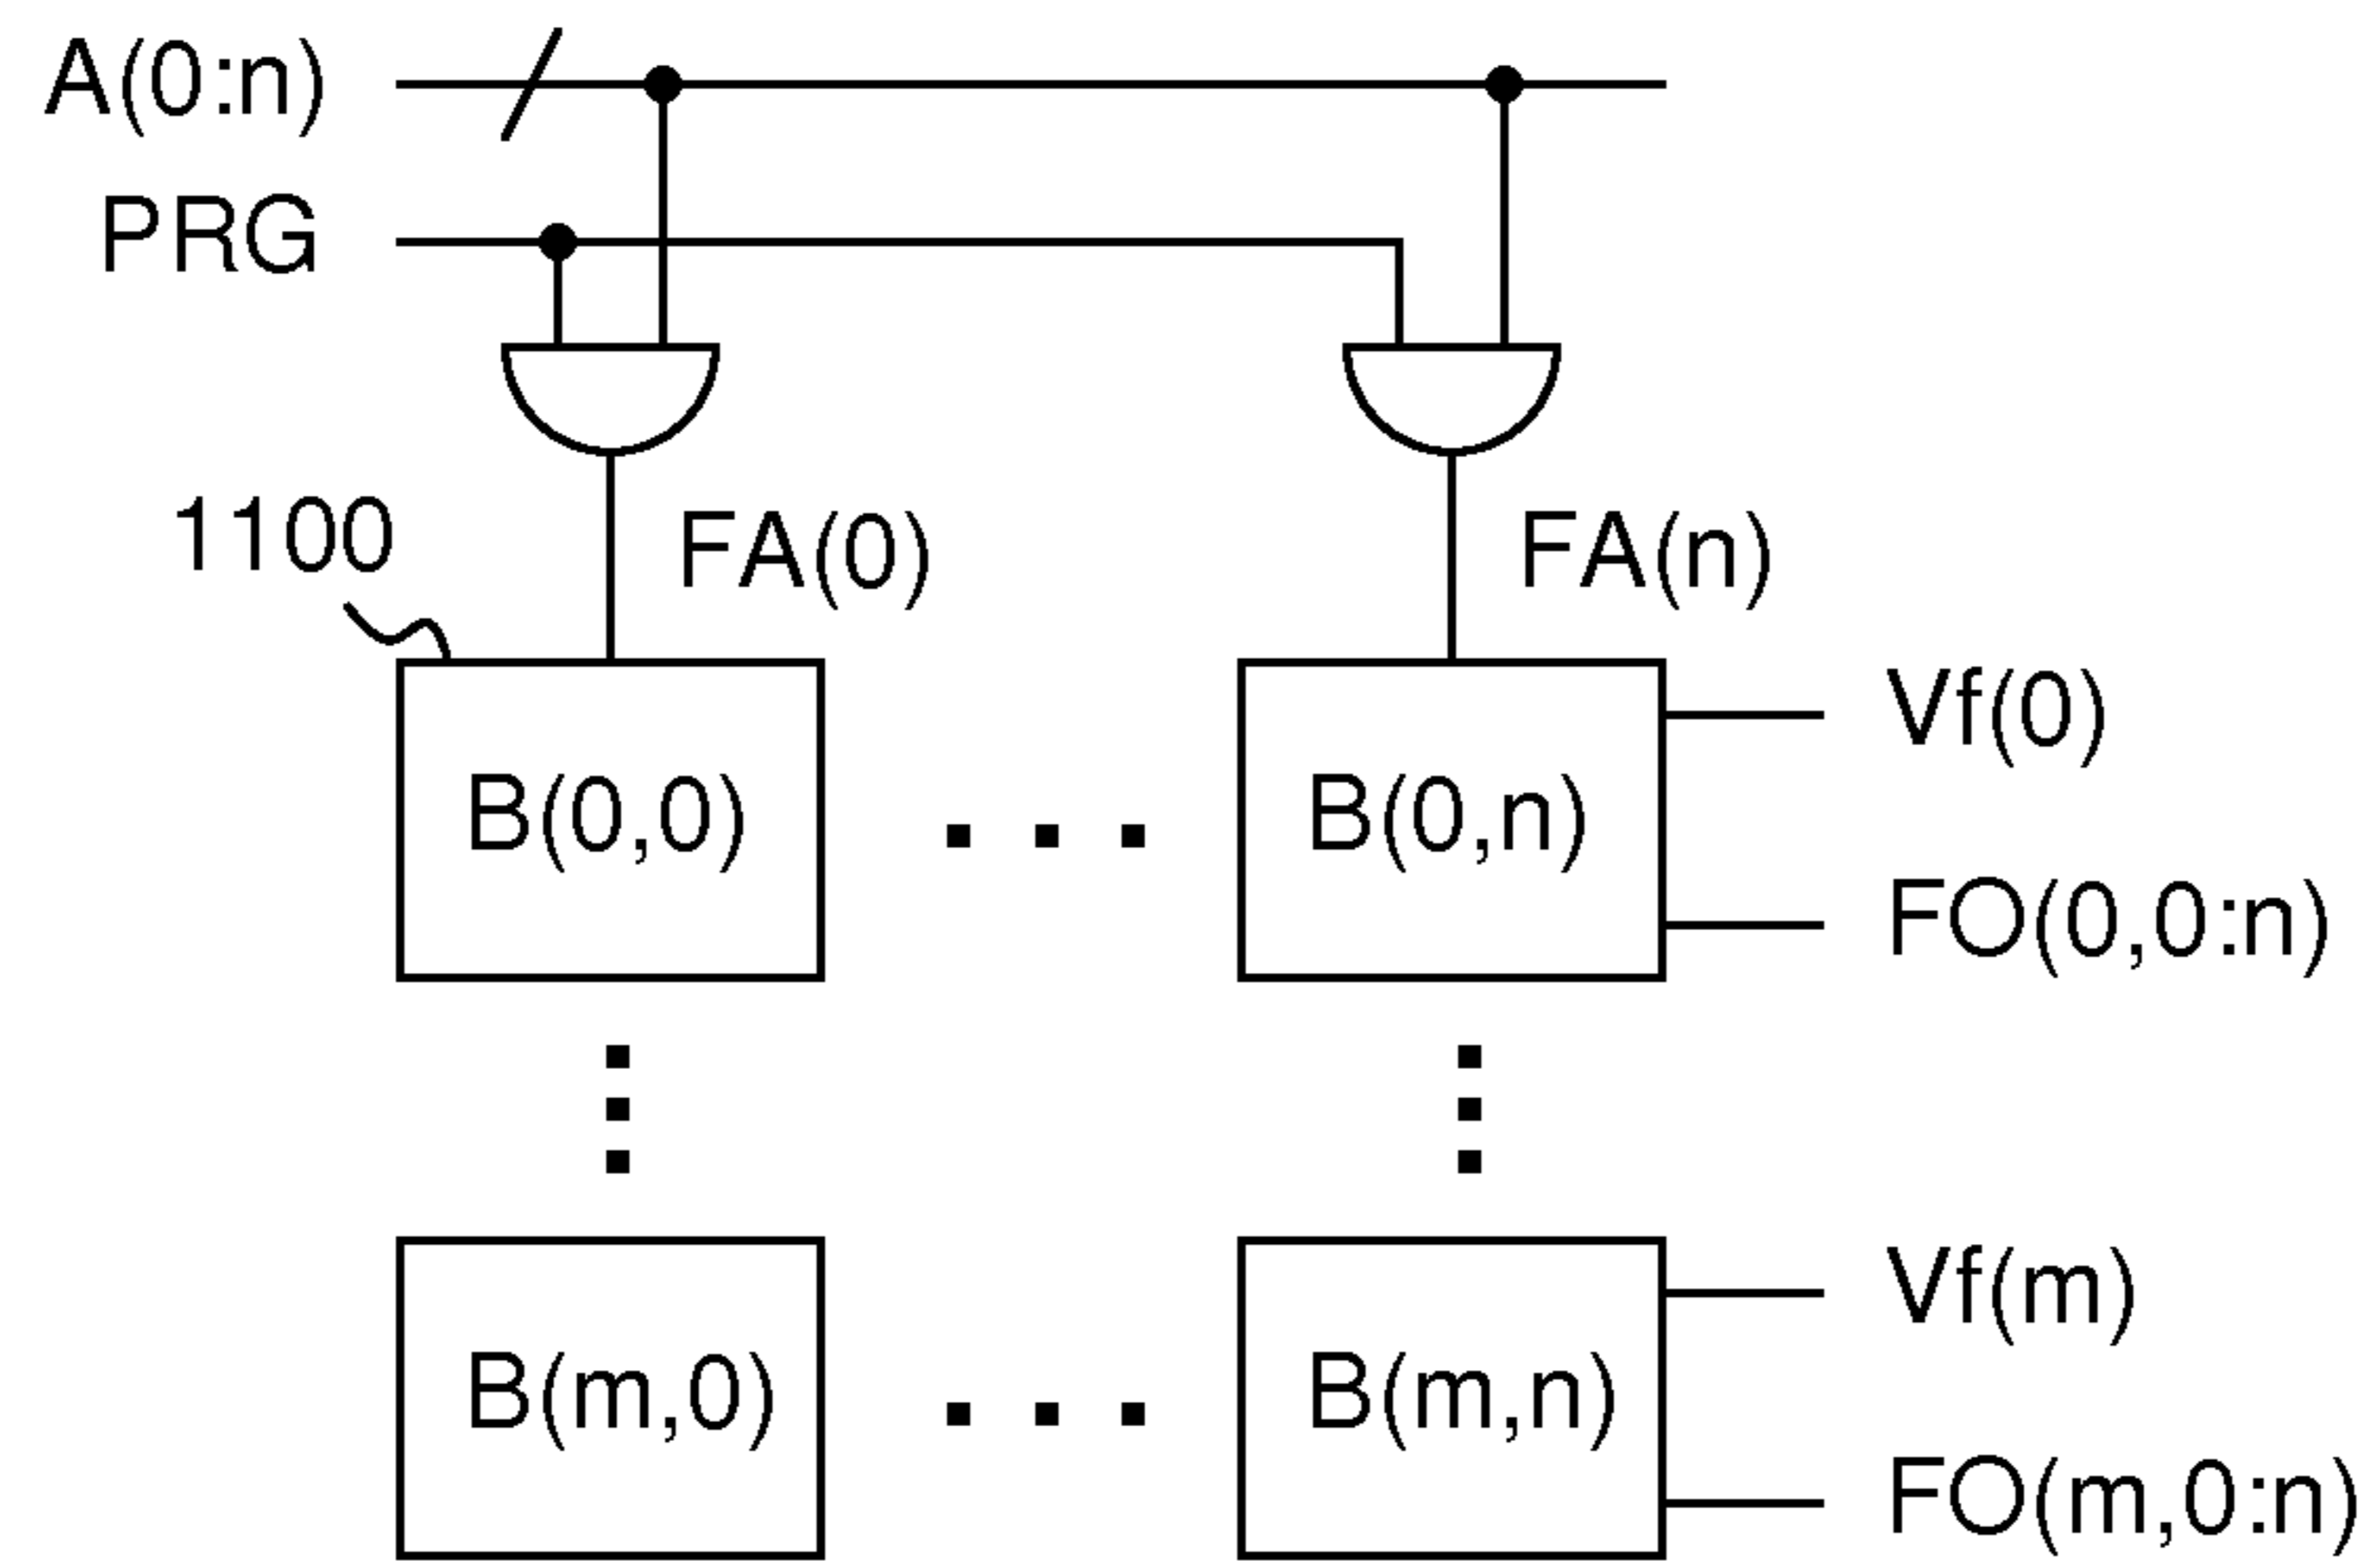 A(0:n)
PRG
1100
FA(0)
FA(n)
B(0,0)
B(0,n)
Vf(0)
FO(0,0:n)
B(m,0)
B(m,n)
Vf(m)
FO(m,0:n)